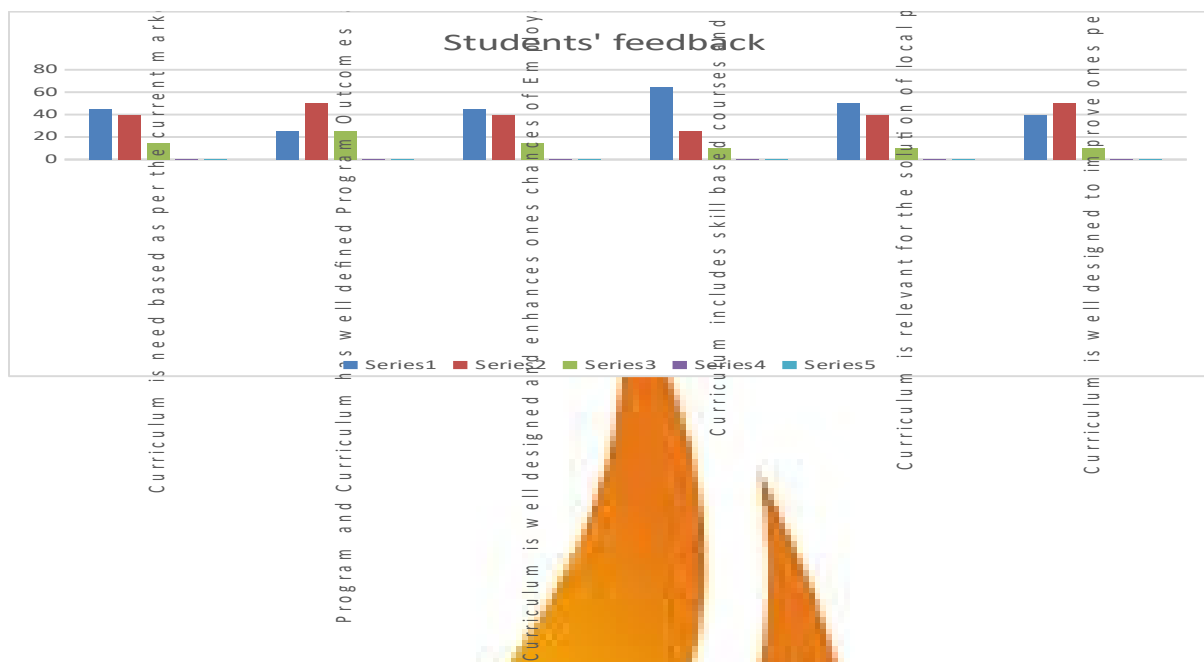 Students' feedback
80
60
40
20
0
Curriculum is need based as per the current
Program and Curriculum has well defined Program Outcomes
Curriculum is well designed and enhances ones chances of
Curriculum includes skill based courses and
Curriculum is relevant for the solution of local
Curriculum is well designed to improve ones
Series1 Series2 Series3 Series4 Series5